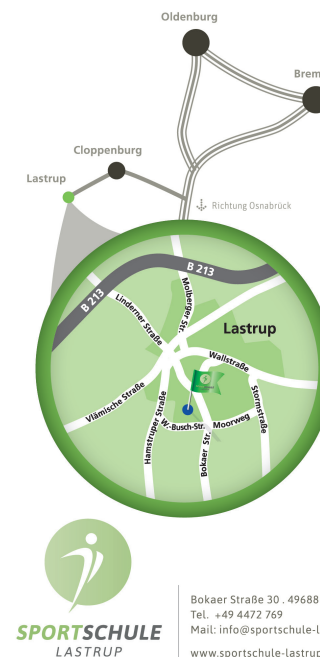 Oldenburg
Brem
Cloppenburg
Lastrup
Richtung Osnabrück
B 213
B 213
Molberger Str.
Linderner Straße
Lastrup
Wallstraße
Vlämische Straße
Stormstraße
Hamstruper Straße
W.-Busch-Str.
Moorweg
Bokaer Str.
SPORTSCHULE
LASTRUP
Bokaer Straße 30 . 49688
Tel. +49 4472 769
Mail: info@sportschule-l
www.sportschule-lastrup